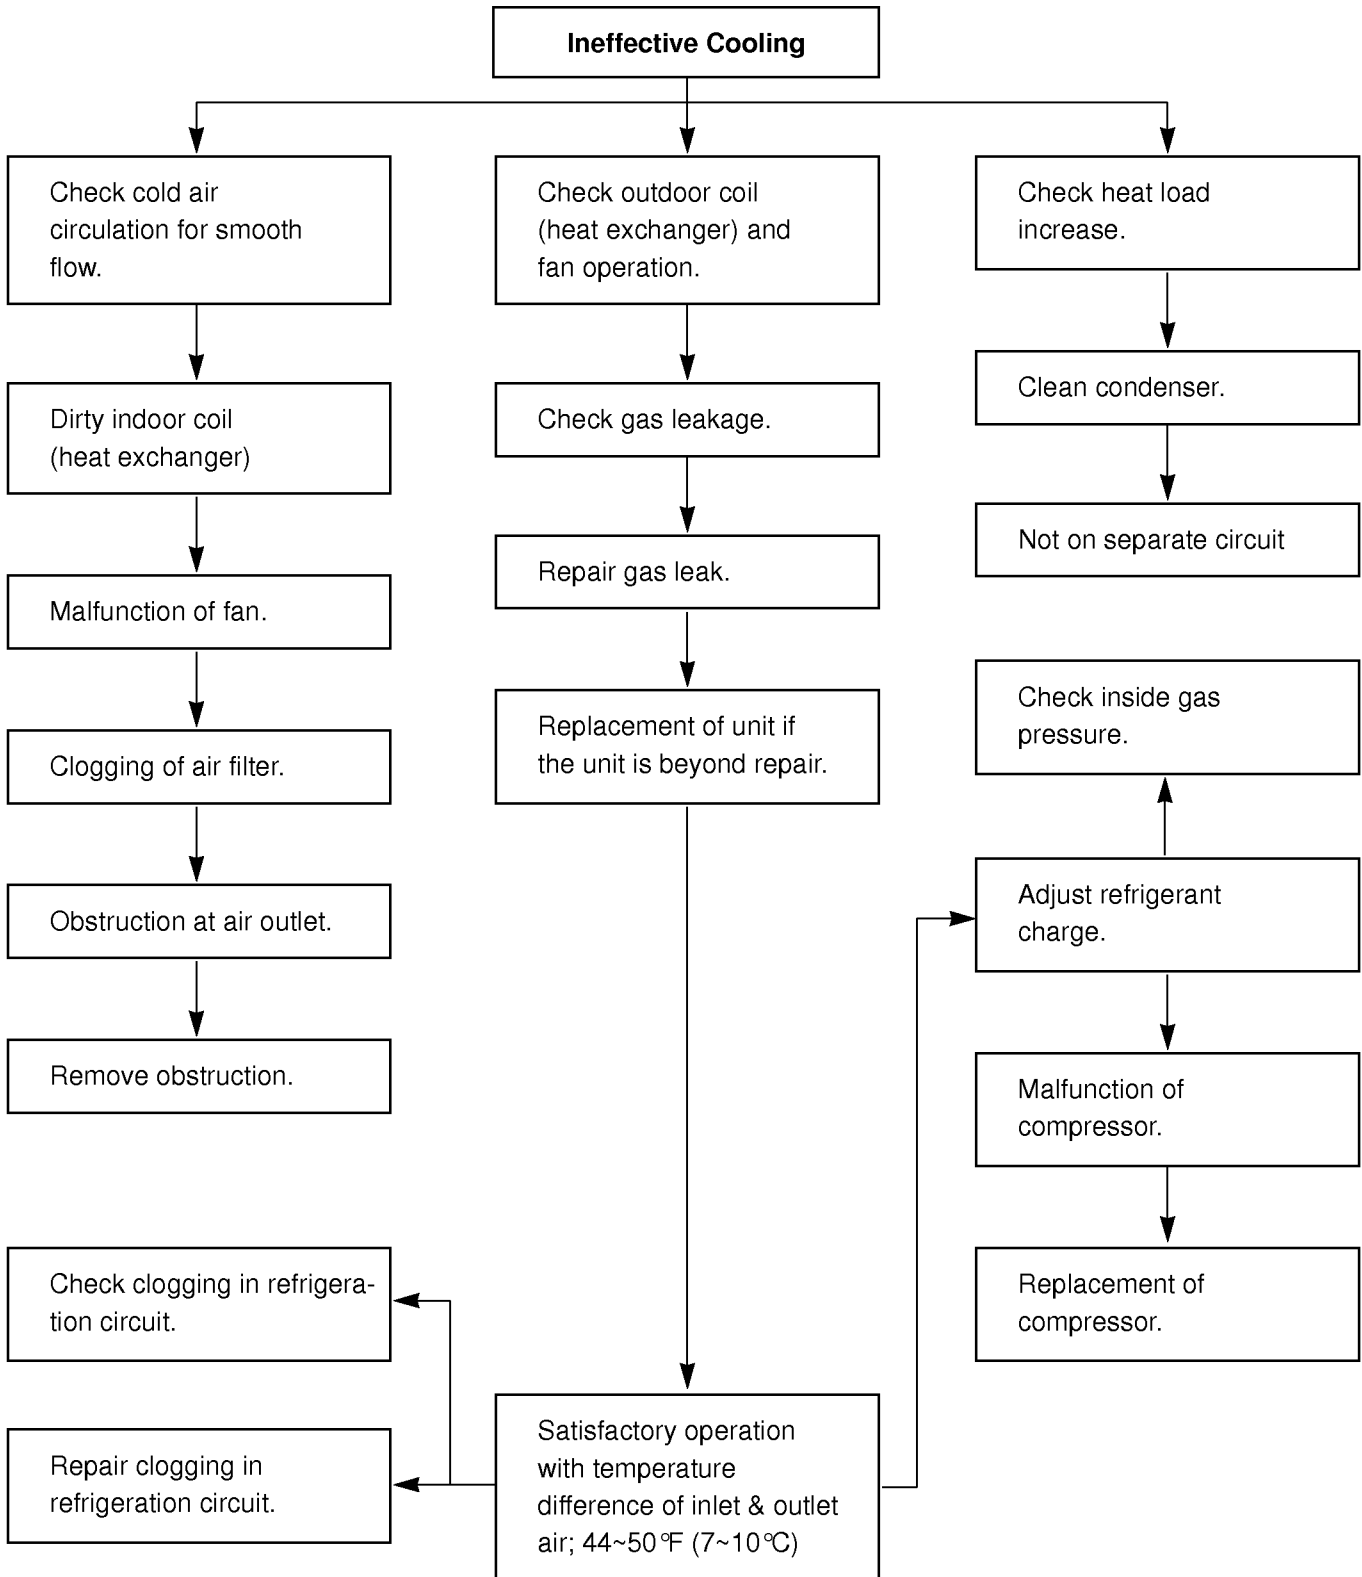 Ineffective Cooling
Check cold air
circulation for smooth
flow.
Dirty indoor coil
(heat exchanger)
Malfunction of fan.
Clogging of air filter.
Obstruction at air outlet.
Remove obstruction.
Check outdoor coil
(heat exchanger) and
fan operation.
Check gas leakage.
Repair gas leak.
Replacement of unit if
the unit is beyond repair.
Check heat load
increase.
Clean condenser.
Not on separate circuit
Check inside gas
pressure.
Adjust refrigerant
charge.
Malfunction of
compressor.
Replacement of
compressor.
Check clogging in refrigera-
tion circuit.
Repair clogging in
refrigeration circuit.
Satisfactory operation
with temperature
difference of inlet & outlet
air; 44~50°F (7~10°C)